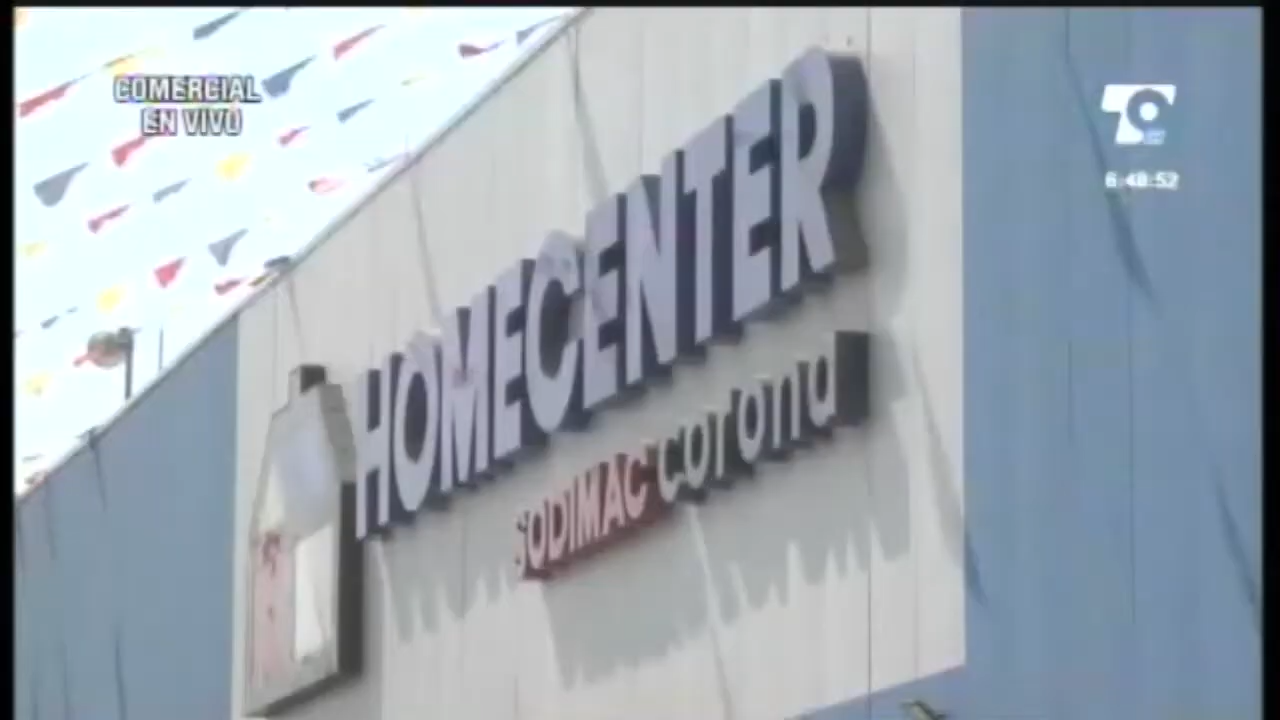 COMERCIAL
EN VIVO
6:48:52
HOMECENTER
SODIMAC corona